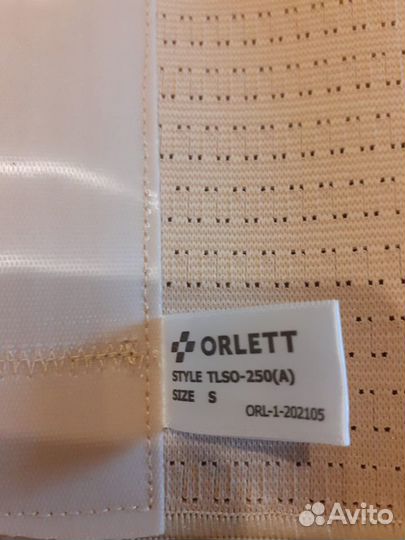 ORLETT
STYLE TLSO-250(A)
SIZE S
ORL-1-202105
Avito